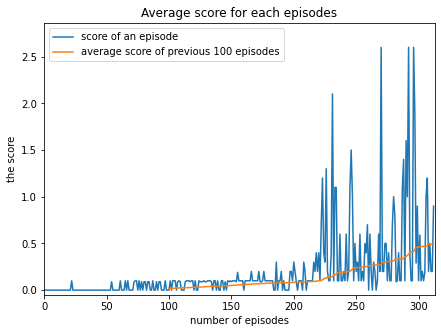 Average score for each episodes
score of an episode
average score of previous 100 episodes
the score
2.5
2.0
1.5
1.0
0.5
0.0
0 50 100 150 200 250 300
number of episodes